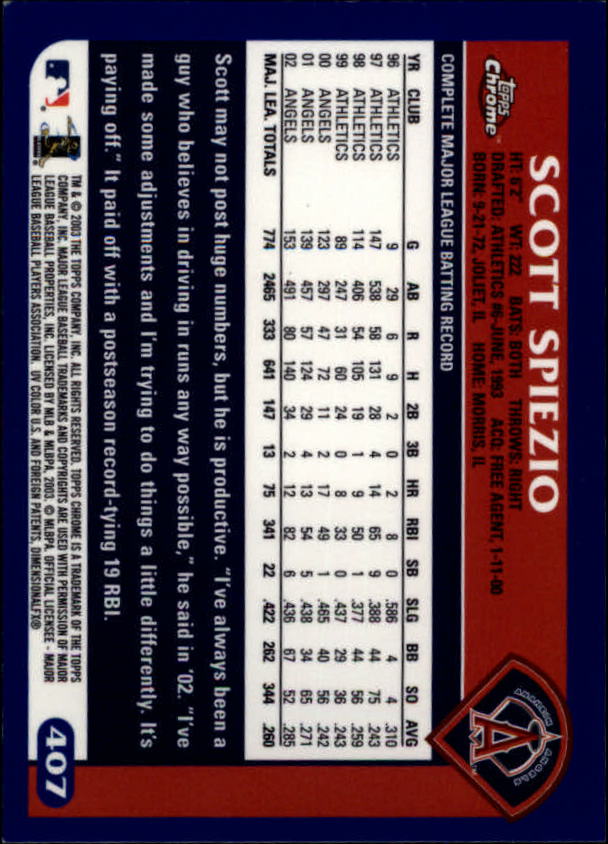 SCOTT SPIEZIO
TOPPS Chrome™
HT: 6'2" WT: 222 BATS: BOTH THROWS: RIGHT
DRAFTED: ATHLETICS #6-JUNE, 1993 ACQ: FREE AGENT, 1-11-00
BORN: 9-21-72, JOLIET, IL HOME: MORRIS, IL
ANAHEIM ANGELS
A
COMPLETE MAJOR LEAGUE BATTING RECORD
YR CLUB G AB R H 2B 3B HR RBI SB SLG BB SO AVG
96 ATHLETICS 9 29 6 9 2 0 2 8 0 .586 4 4 .310
97 ATHLETICS 147 538 58 131 28 4 14 65 9 .388 44 75 .243
98 ATHLETICS 114 406 54 105 19 1 9 50 1 .377 44 56 .259
99 ATHLETICS 89 247 31 60 24 0 8 33 0 .437 29 36 .243
00 ANGELS 123 297 47 72 11 2 17 49 1 .465 40 56 .242
01 ANGELS 139 457 57 124 29 4 13 54 5 .438 34 65 .271
02 ANGELS 153 491 80 140 34 2 12 82 6 .436 67 52 .285
MAJ. LEA. TOTALS 774 2465 333 641 147 13 75 341 22 .422 262 344 .260
Scott may not post huge numbers, but he is productive. "I've always been a
guy who believes in driving in runs any way possible," he said in '02. "I've
made some adjustments and I'm trying to do things a little differently. It's
paying off." It paid off with a postseason record-tying 19 RBI.
TM & © 2003 THE TOPPS COMPANY, INC. ALL RIGHTS RESERVED. TOPPS CHROME IS A TRADEMARK OF THE TOPPS
COMPANY, INC. MAJOR LEAGUE BASEBALL TRADEMARKS AND COPYRIGHTS ARE USED WITH PERMISSION OF MAJOR
LEAGUE BASEBALL PROPERTIES, INC. LICENSED BY MLB & MLBPA, 2003. © MLBPA. OFFICIAL LICENSEE - MAJOR
LEAGUE BASEBALL PLAYERS ASSOCIATION. UV COLOR U.S. AND FOREIGN PATENTS, DIMENSIONALFX®
407